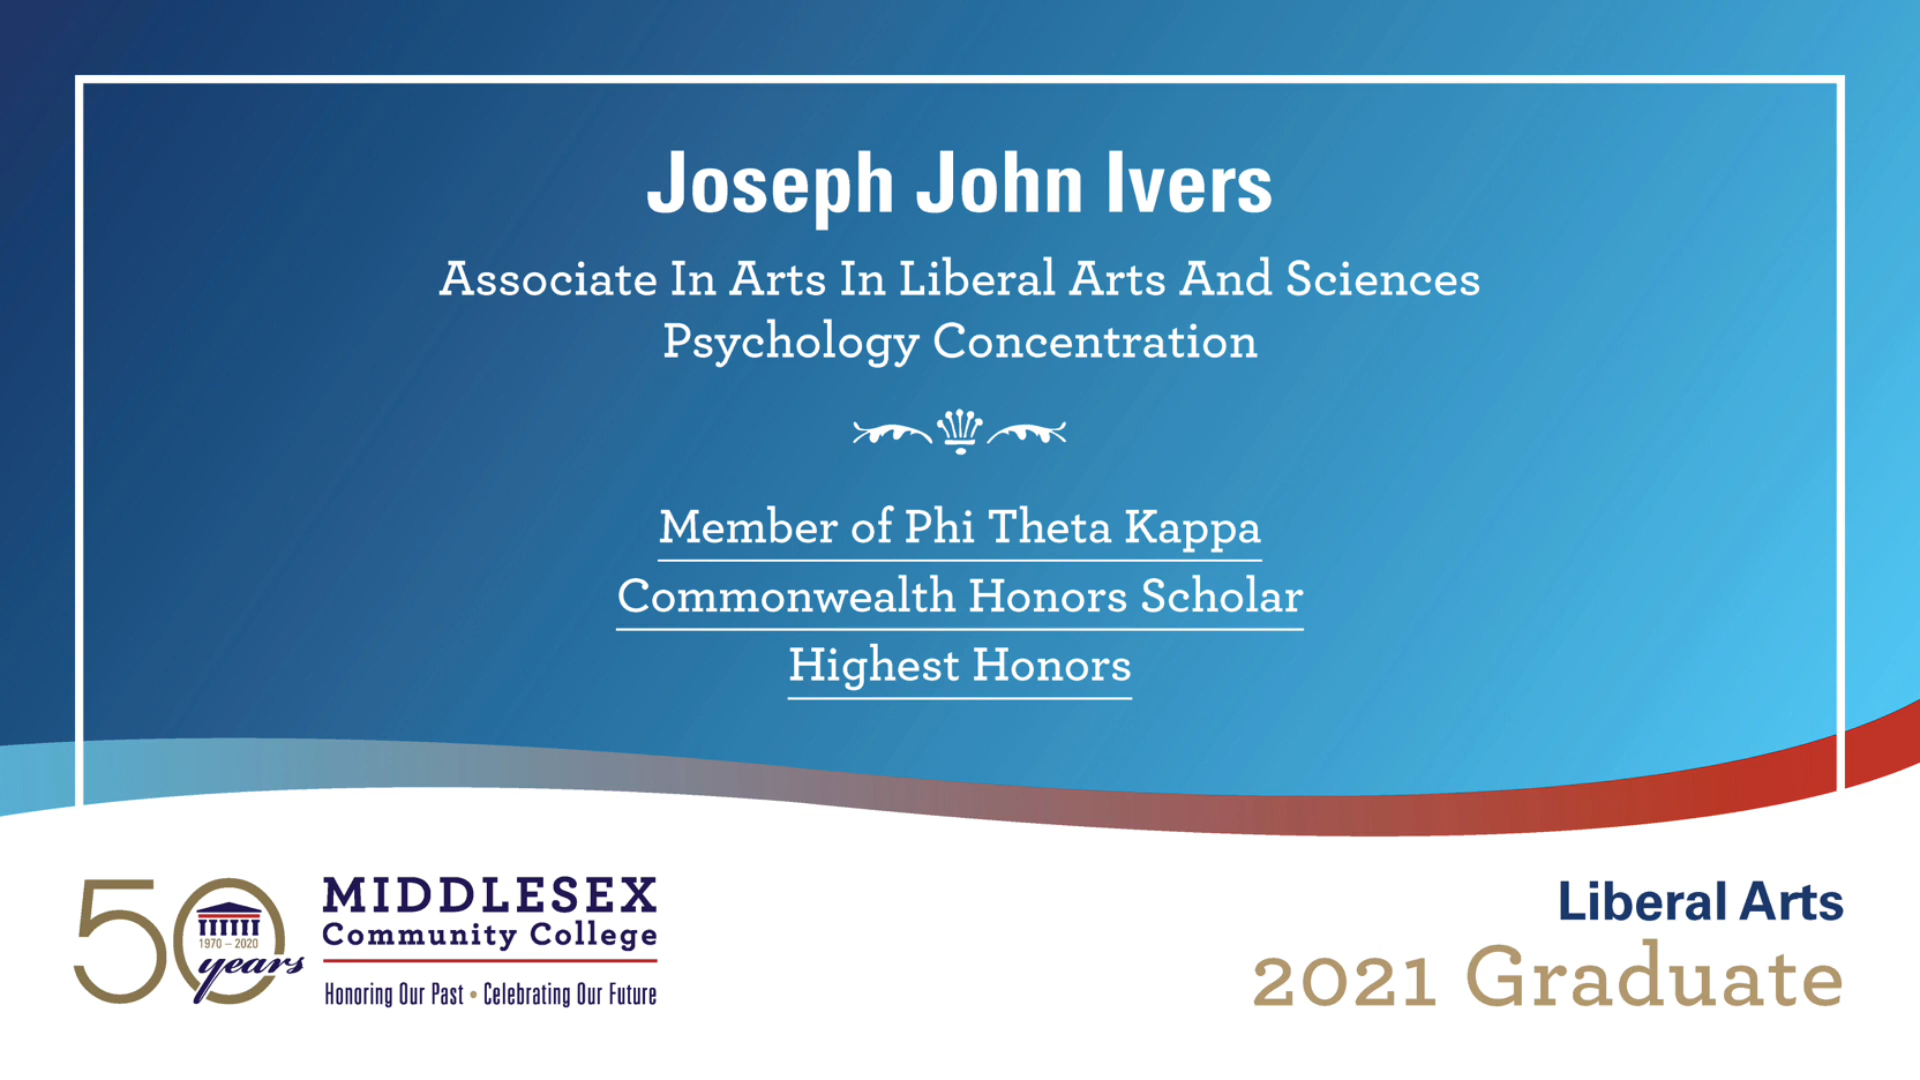 Joseph John Ivers
Associate In Arts In Liberal Arts And Sciences
Psychology Concentration
Member of Phi Theta Kappa
Commonwealth Honors Scholar
Highest Honors
50
1970 – 2020
years
MIDDLESEX
Community College
Honoring Our Past • Celebrating Our Future
Liberal Arts
2021 Graduate